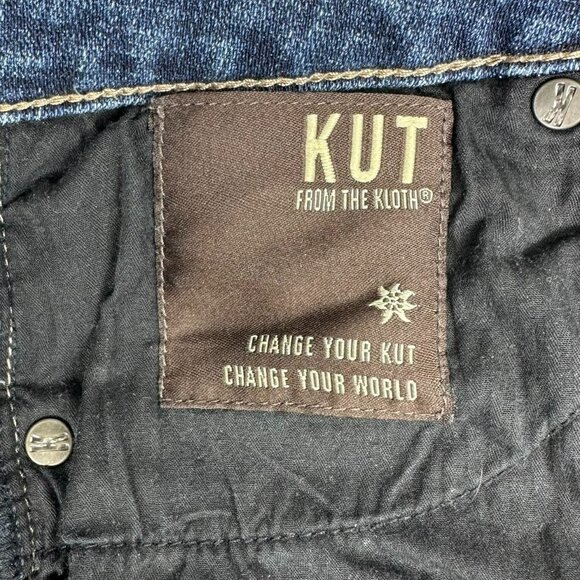 KUT
FROM THE KLOTH®
CHANGE YOUR KUT
CHANGE YOUR WORLD